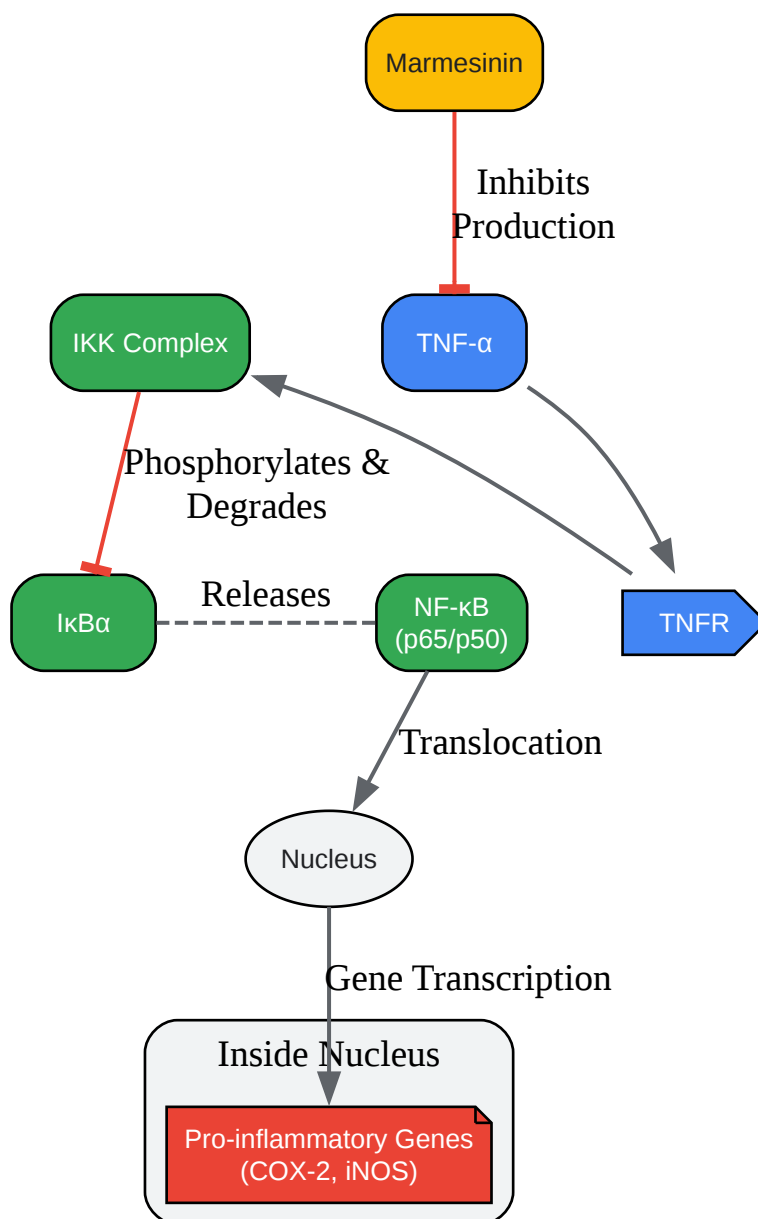 Marmesinin
Inhibits
Production
IKK Complex
TNF-α
Phosphorylates &
Degrades
IκBα
Releases
NF-κB
(p65/p50)
TNFR
Translocation
Nucleus
Gene Transcription
Inside Nucleus
Pro-inflammatory Genes
(COX-2, iNOS)